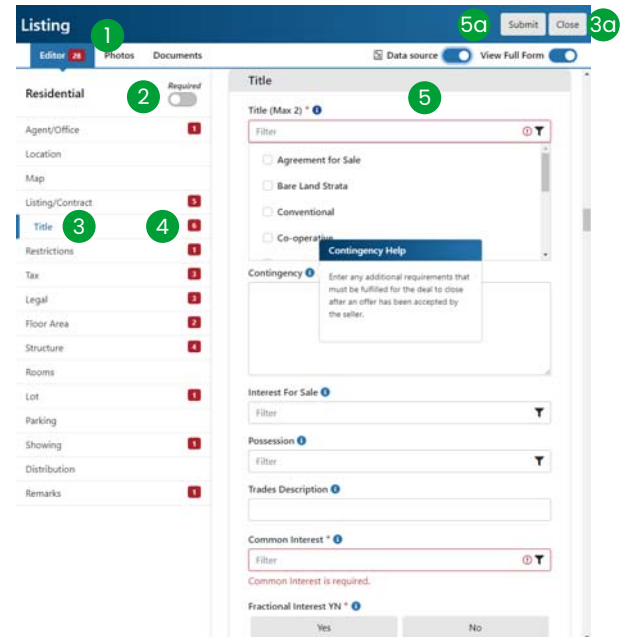 Listing
5a
Submit
Close
3a
1
Editor 28
Photos
Documents
Data source
View Full Form
Residential
2
Required
Agent/Office 1
Location
Map
Listing/Contract 5
Title 3 4 6
Restrictions 1
Tax 3
Legal 3
Floor Area 2
Structure 4
Rooms
Lot 1
Parking
Showing 1
Distribution
Remarks 1
Title
5
Title (Max 2) *
Filter
Agreement for Sale
Bare Land Strata
Conventional
Co-operative
Contingency
Contingency Help
Enter any additional requirements that
must be fulfilled for the deal to close
after an offer has been accepted by
the seller.
Interest For Sale
Filter
Possession
Filter
Trades Description
Common Interest *
Filter
Common Interest is required.
Fractional Interest YN *
Yes
No